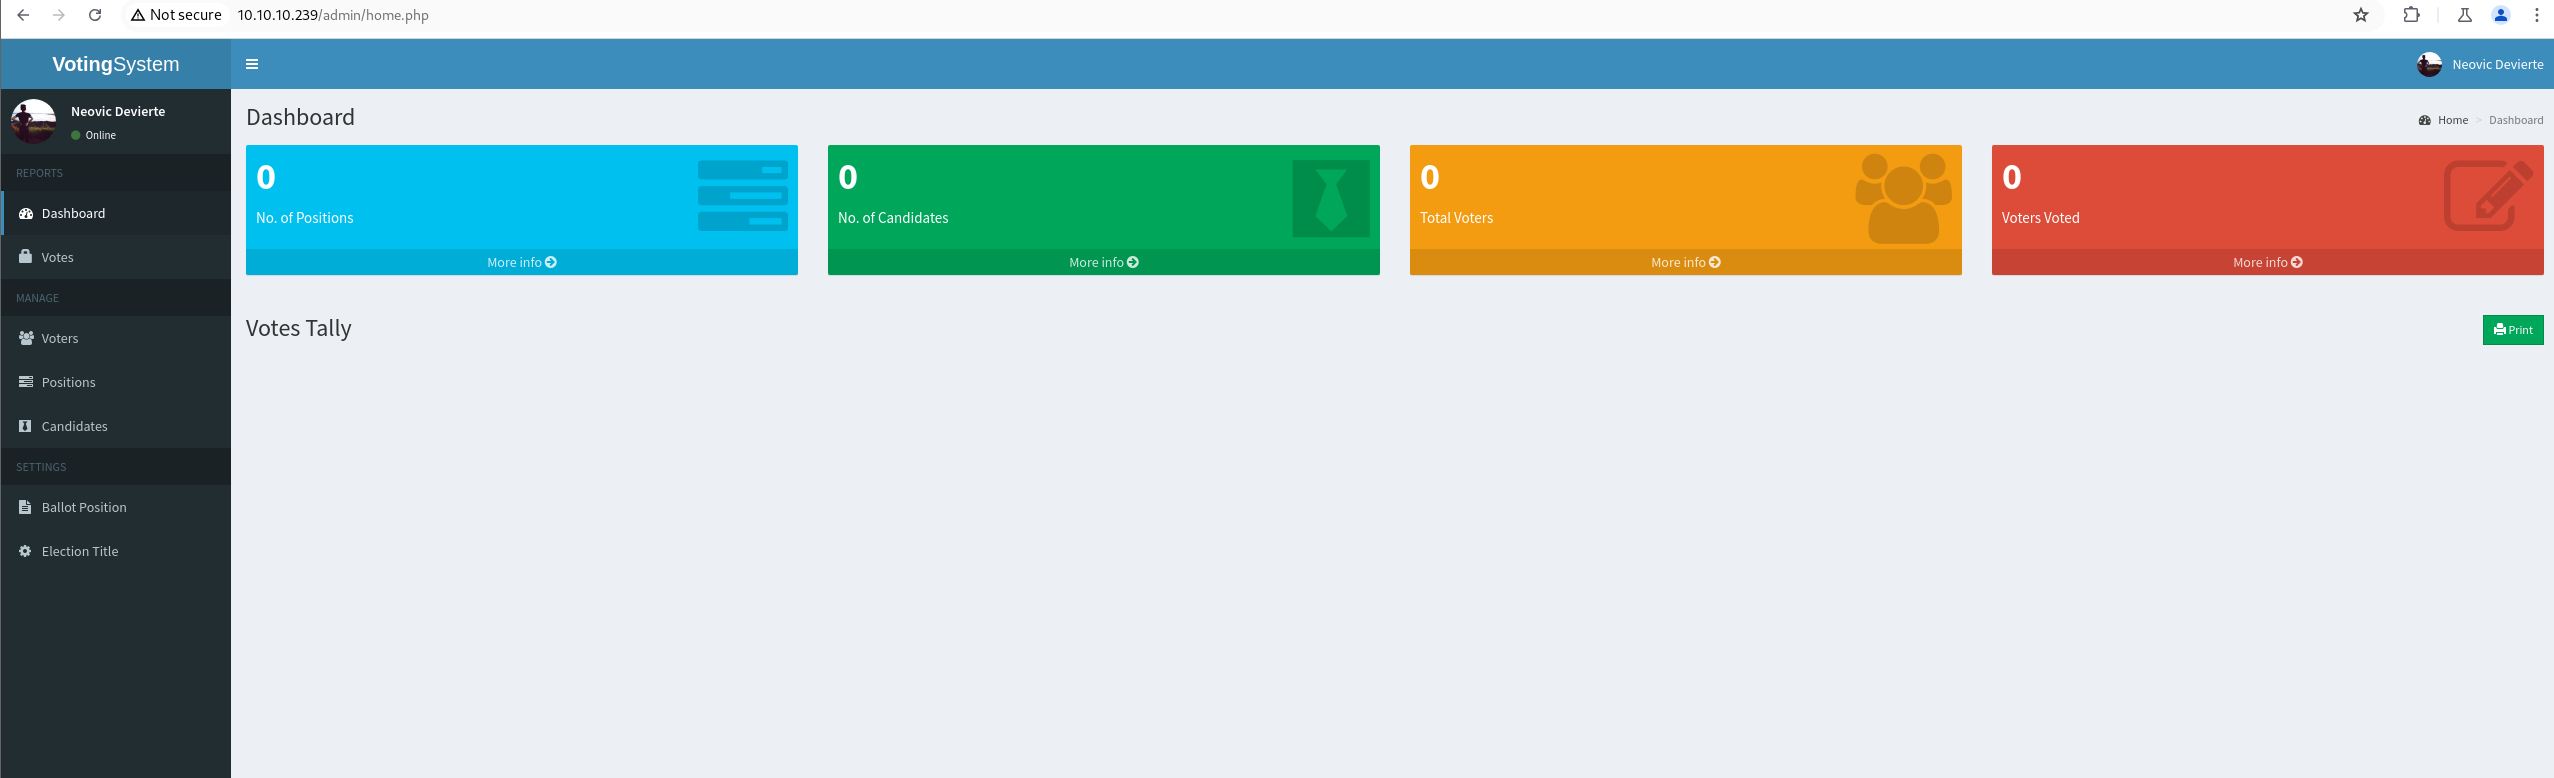 Not secure 10.10.10.239/admin/home.php
VotingSystem
Neovic Devierte
Neovic Devierte
Online
REPORTS
Dashboard
Votes
MANAGE
Voters
Positions
Candidates
SETTINGS
Ballot Position
Election Title
Dashboard
Home > Dashboard
0
No. of Positions
More info
0
No. of Candidates
More info
0
Total Voters
More info
0
Voters Voted
More info
Votes Tally
Print